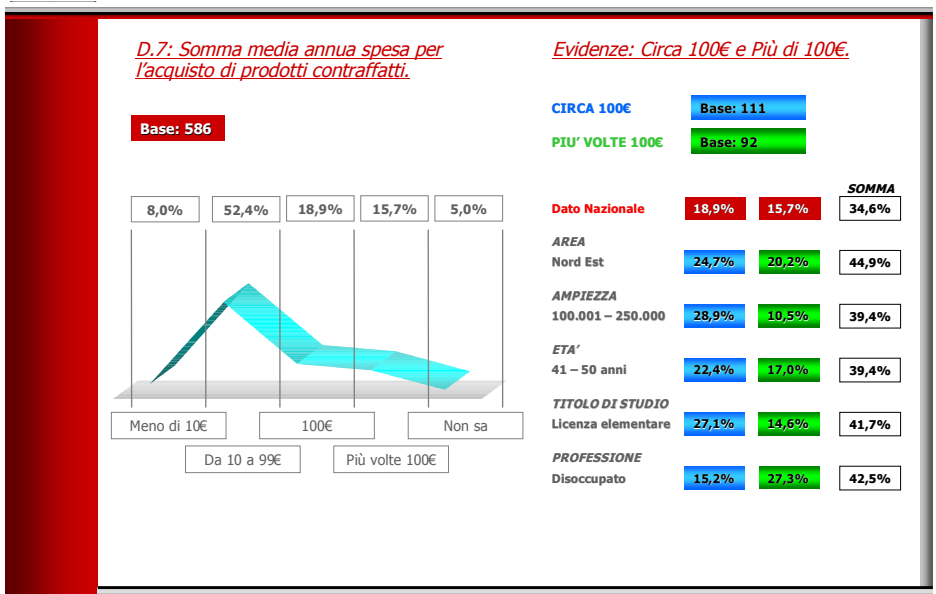 D.7: Somma media annua spesa per
l'acquisto di prodotti contraffatti.
Base: 586
8,0% 52,4% 18,9% 15,7% 5,0%
Meno di 10€ 100€ Non sa
Da 10 a 99€ Più volte 100€
Evidenze: Circa 100€ e Più di 100€.
CIRCA 100€ Base: 111
PIU' VOLTE 100€ Base: 92
SOMMA
Dato Nazionale 18,9% 15,7% 34,6%
AREA
Nord Est 24,7% 20,2% 44,9%
AMPIEZZA
100.001 – 250.000 28,9% 10,5% 39,4%
ETA'
41 – 50 anni 22,4% 17,0% 39,4%
TITOLO DI STUDIO
Licenza elementare 27,1% 14,6% 41,7%
PROFESSIONE
Disoccupato 15,2% 27,3% 42,5%